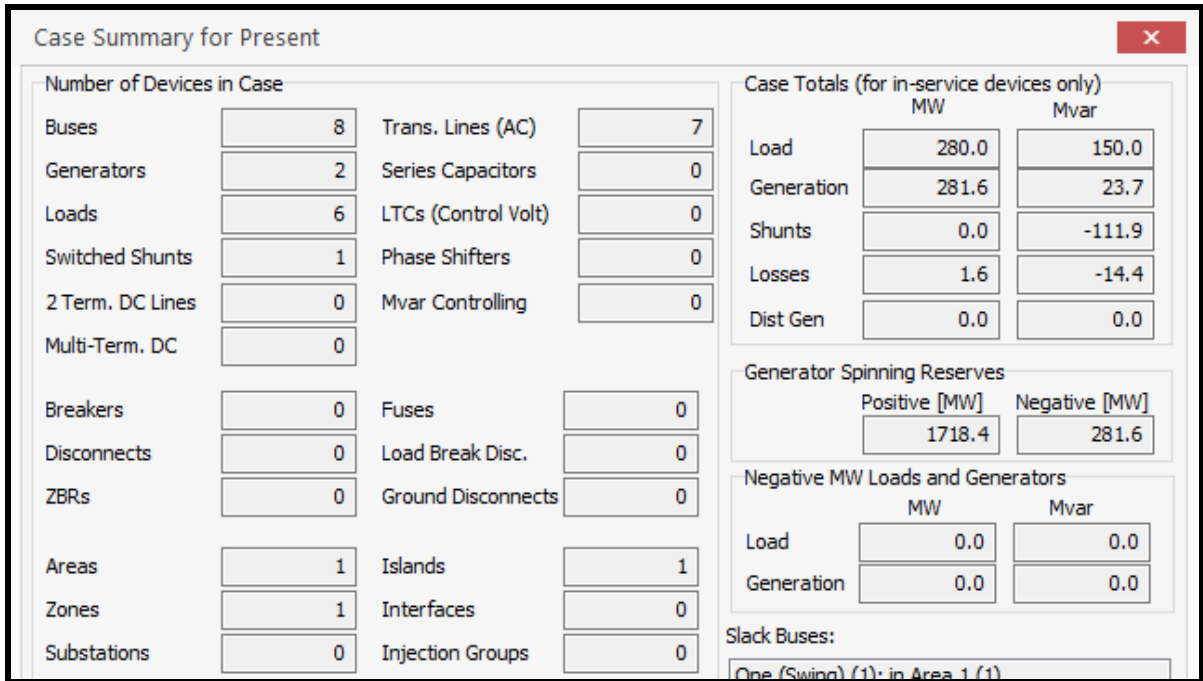 Case Summary for Present
Number of Devices in Case
Buses 8 Trans. Lines (AC) 7
Generators 2 Series Capacitors 0
Loads 6 LTCs (Control Volt) 0
Switched Shunts 1 Phase Shifters 0
2 Term. DC Lines 0 Mvar Controlling 0
Multi-Term. DC 0
Breakers 0 Fuses 0
Disconnects 0 Load Break Disc. 0
ZBRs 0 Ground Disconnects 0
Areas 1 Islands 1
Zones 1 Interfaces 0
Substations 0 Injection Groups 0
Case Totals (for in-service devices only)
MW Mvar
Load 280.0 150.0
Generation 281.6 23.7
Shunts 0.0 -111.9
Losses 1.6 -14.4
Dist Gen 0.0 0.0
Generator Spinning Reserves
Positive [MW] Negative [MW]
1718.4 281.6
Negative MW Loads and Generators
MW Mvar
Load 0.0 0.0
Generation 0.0 0.0
Slack Buses:
One (Swing) (1): in Area 1 (1)